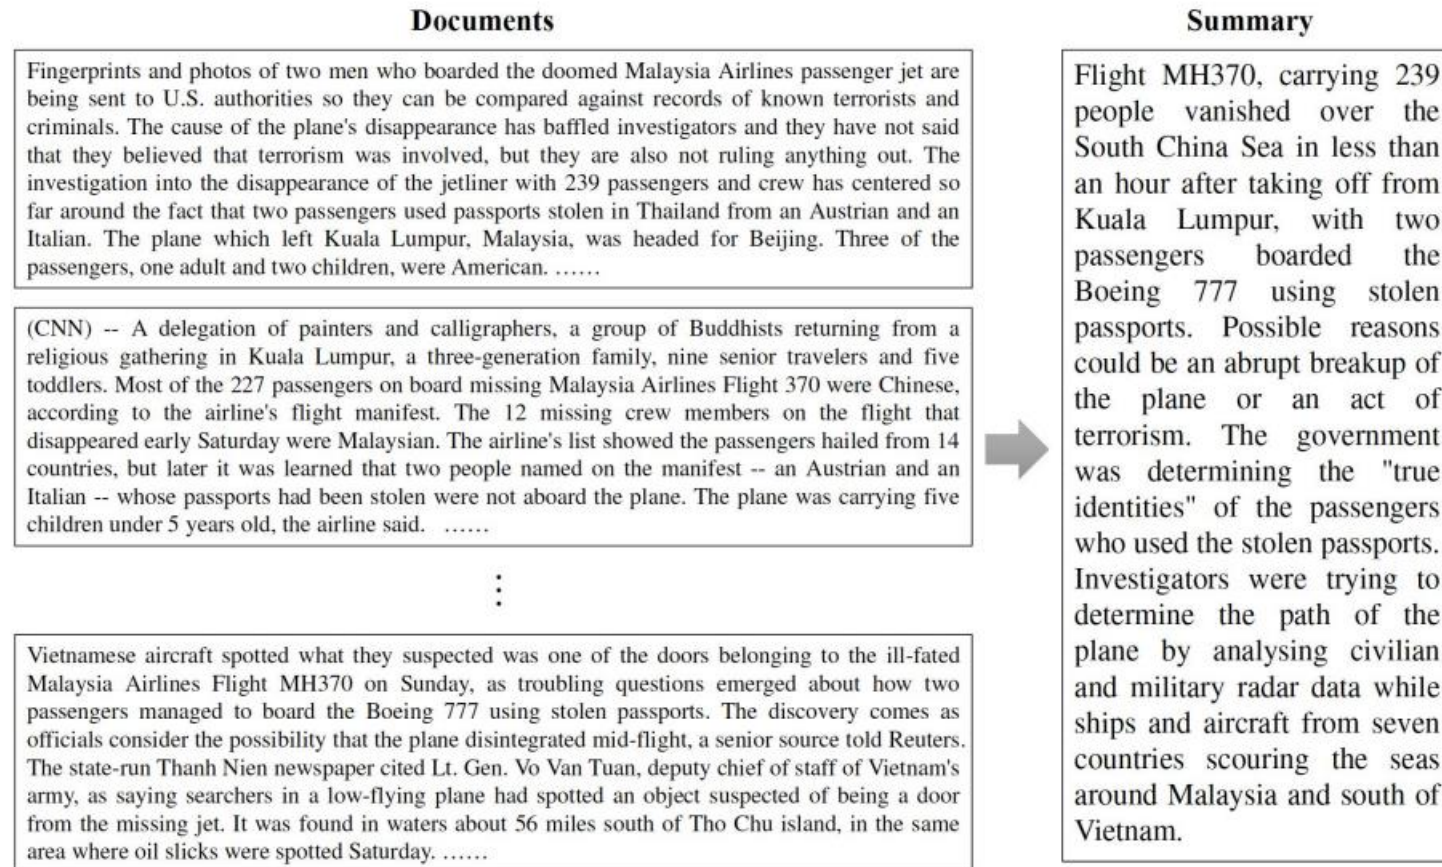 Documents
Fingerprints and photos of two men who boarded the doomed Malaysia Airlines passenger jet are
being sent to U.S. authorities so they can be compared against records of known terrorists and
criminals. The cause of the plane's disappearance has baffled investigators and they have not said
that they believed that terrorism was involved, but they are also not ruling anything out. The
investigation into the disappearance of the jetliner with 239 passengers and crew has centered so
far around the fact that two passengers used passports stolen in Thailand from an Austrian and an
Italian. The plane which left Kuala Lumpur, Malaysia, was headed for Beijing. Three of the
passengers, one adult and two children, were American. ……
(CNN) -- A delegation of painters and calligraphers, a group of Buddhists returning from a
religious gathering in Kuala Lumpur, a three-generation family, nine senior travelers and five
toddlers. Most of the 227 passengers on board missing Malaysia Airlines Flight 370 were Chinese,
according to the airline's flight manifest. The 12 missing crew members on the flight that
disappeared early Saturday were Malaysian. The airline's list showed the passengers hailed from 14
countries, but later it was learned that two people named on the manifest -- an Austrian and an
Italian -- whose passports had been stolen were not aboard the plane. The plane was carrying five
children under 5 years old, the airline said. ……
⋮
Vietnamese aircraft spotted what they suspected was one of the doors belonging to the ill-fated
Malaysia Airlines Flight MH370 on Sunday, as troubling questions emerged about how two
passengers managed to board the Boeing 777 using stolen passports. The discovery comes as
officials consider the possibility that the plane disintegrated mid-flight, a senior source told Reuters.
The state-run Thanh Nien newspaper cited Lt. Gen. Vo Van Tuan, deputy chief of staff of Vietnam's
army, as saying searchers in a low-flying plane had spotted an object suspected of being a door
from the missing jet. It was found in waters about 56 miles south of Tho Chu island, in the same
area where oil slicks were spotted Saturday. ……
Summary
Flight MH370, carrying 239
people vanished over the
South China Sea in less than
an hour after taking off from
Kuala Lumpur, with two
passengers boarded the
Boeing 777 using stolen
passports. Possible reasons
could be an abrupt breakup of
the plane or an act of
terrorism. The government
was determining the "true
identities" of the passengers
who used the stolen passports.
Investigators were trying to
determine the path of the
plane by analysing civilian
and military radar data while
ships and aircraft from seven
countries scouring the seas
around Malaysia and south of
Vietnam.